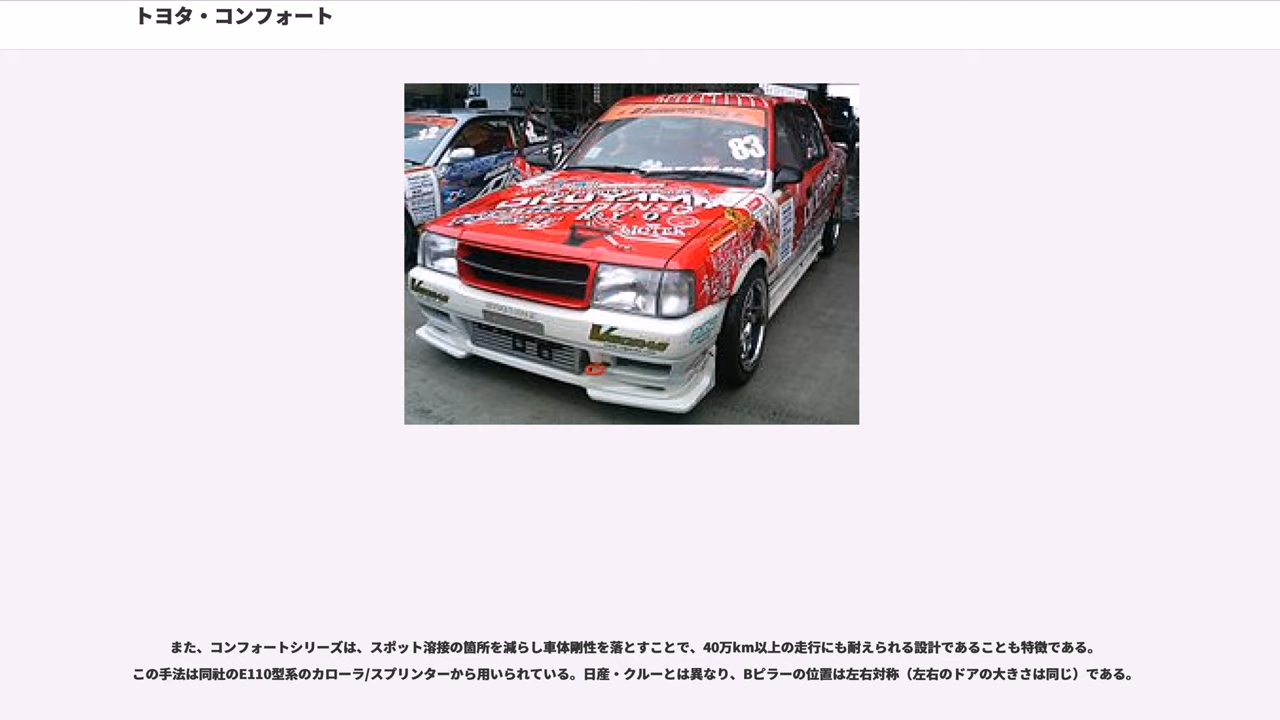 トヨタ・コンフォート
83
DENSO
RYO
BIOTEK
また、コンフォートシリーズは、スポット溶接の箇所を減らし車体剛性を落とすことで、40万km以上の走行にも耐えられる設計であることも特徴である。
この手法は同社のE110型系のカローラ/スプリンターから用いられている。日産・クルーとは異なり、Bピラーの位置は左右対称（左右のドアの大きさは同じ）である。